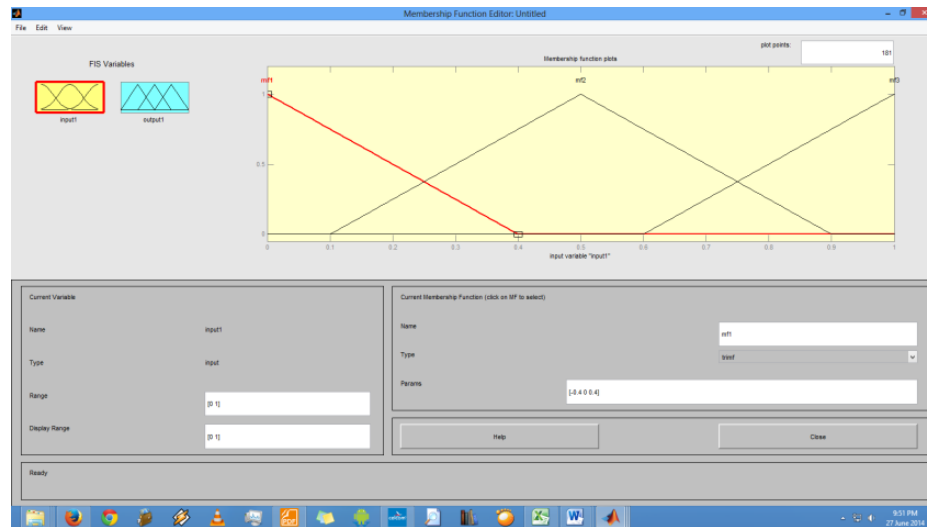 Membership Function Editor: Untitled
File Edit View
FIS Variables
input1
output1
plot points:
181
Membership function plots
mf1 mf2 mf3
1
0.5
0
0 0.1 0.2 0.3 0.4 0.5 0.6 0.7 0.8 0.9 1
input variable "input1"
Current Variable
Name input1
Type input
Range [0 1]
Display Range [0 1]
Current Membership Function (click on MF to select)
Name mf1
Type trimf
Params [-0.4 0 0.4]
Help Close
Ready
PDF
9:51 PM
27 June 2014